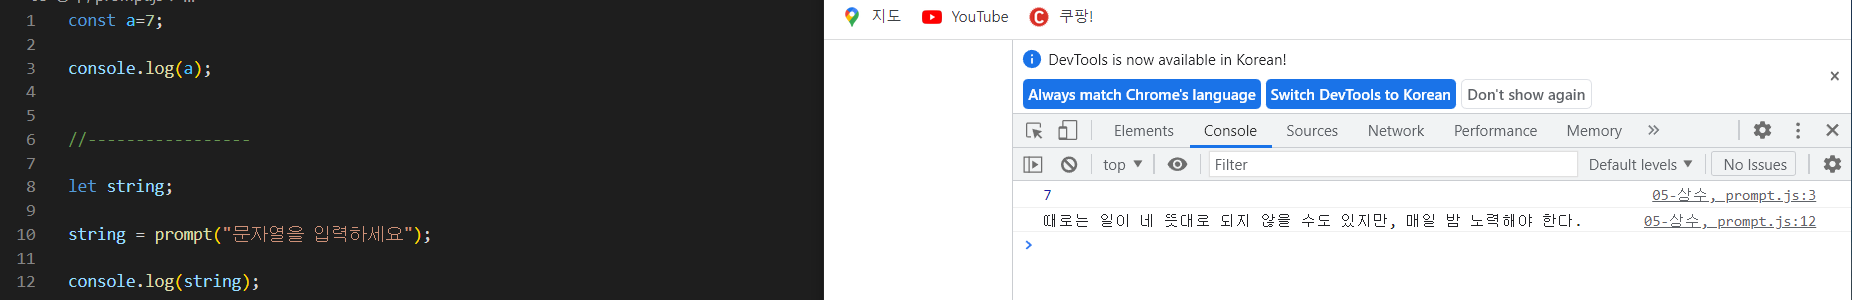 1 const a=7;
2
3 console.log(a);
4
5
6 //-----------------
7
8 let string;
9
10 string = prompt("문자열을 입력하세요");
11
12 console.log(string);
지도 YouTube 쿠팡!
DevTools is now available in Korean!
Always match Chrome's language Switch DevTools to Korean Don't show again
Elements Console Sources Network Performance Memory
top Filter Default levels No Issues
7 05-상수, prompt.js:3
때로는 일이 네 뜻대로 되지 않을 수도 있지만, 매일 밤 노력해야 한다. 05-상수, prompt.js:12